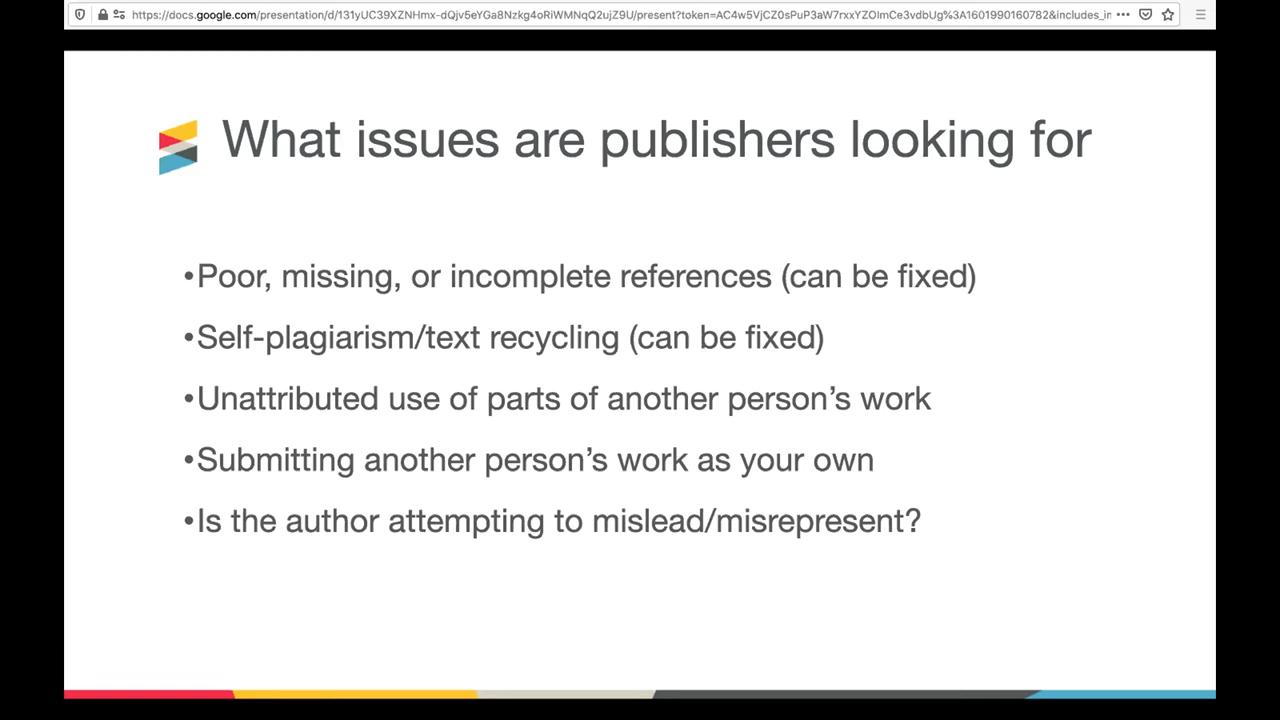 https://docs.google.com/presentation/d/131yUC39XZNHmx-dQjv5eYGa8Nzkg4oRiWMNqQ2ujZ9U/present?token=AC4w5VjCZ0sPuP3aW7rxxYZOlmCe3vdbUg%3A1601990160782&includes_in
What issues are publishers looking for
•Poor, missing, or incomplete references (can be fixed)
•Self-plagiarism/text recycling (can be fixed)
•Unattributed use of parts of another person’s work
•Submitting another person’s work as your own
•Is the author attempting to mislead/misrepresent?